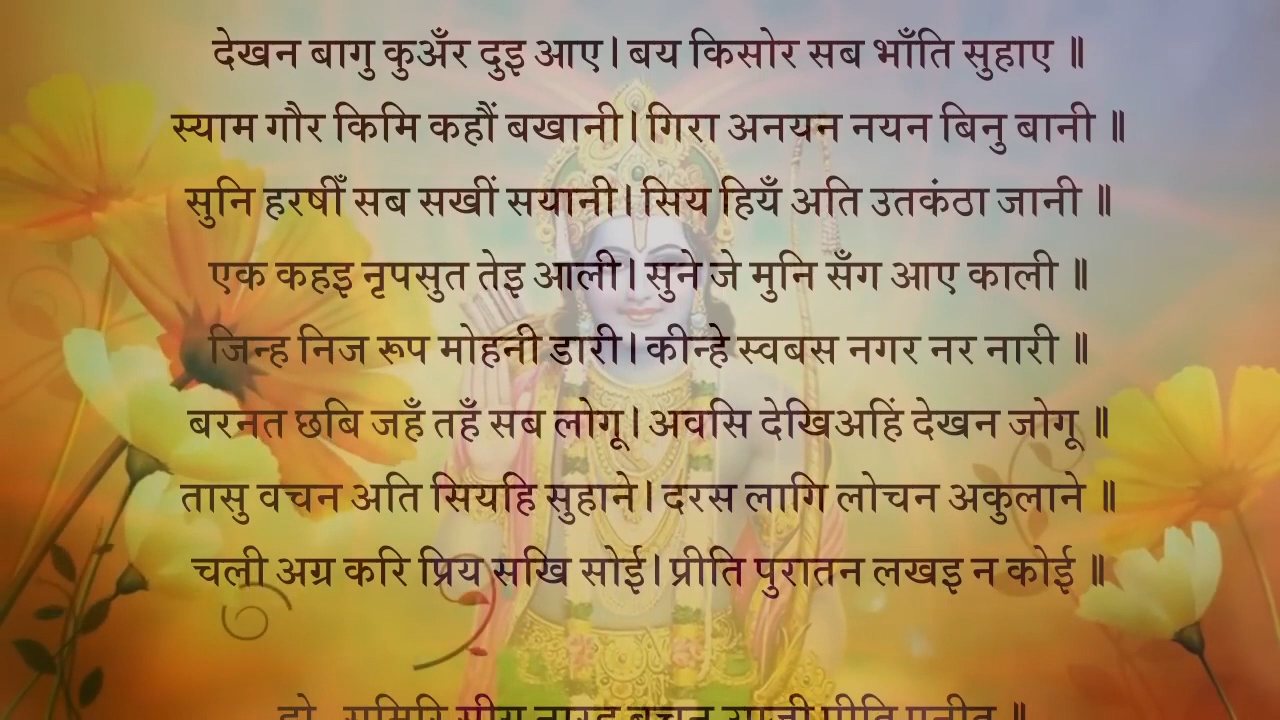 देखन बागु कुअँर दुइ आए। बय किसोर सब भाँति सुहाए ॥
स्याम गौर किमि कहौं बखानी। गिरा अनयन नयन बिनु बानी ॥
सुनि हरषीँ सब सखीं सयानी। सिय हियँ अति उतकंठा जानी ॥
एक कहइ नृपसुत तेइ आली। सुने जे मुनि सँग आए काली ॥
जिन्ह निज रूप मोहनी डारी। कीन्हे स्वबस नगर नर नारी ॥
बरनत छबि जहँ तहँ सब लोगू। अवसि देखिअहिं देखन जोगू ॥
तासु वचन अति सियहि सुहाने। दरस लागि लोचन अकुलाने ॥
चली अग्र करि प्रिय सखि सोई। प्रीति पुरातन लखइ न कोई ॥